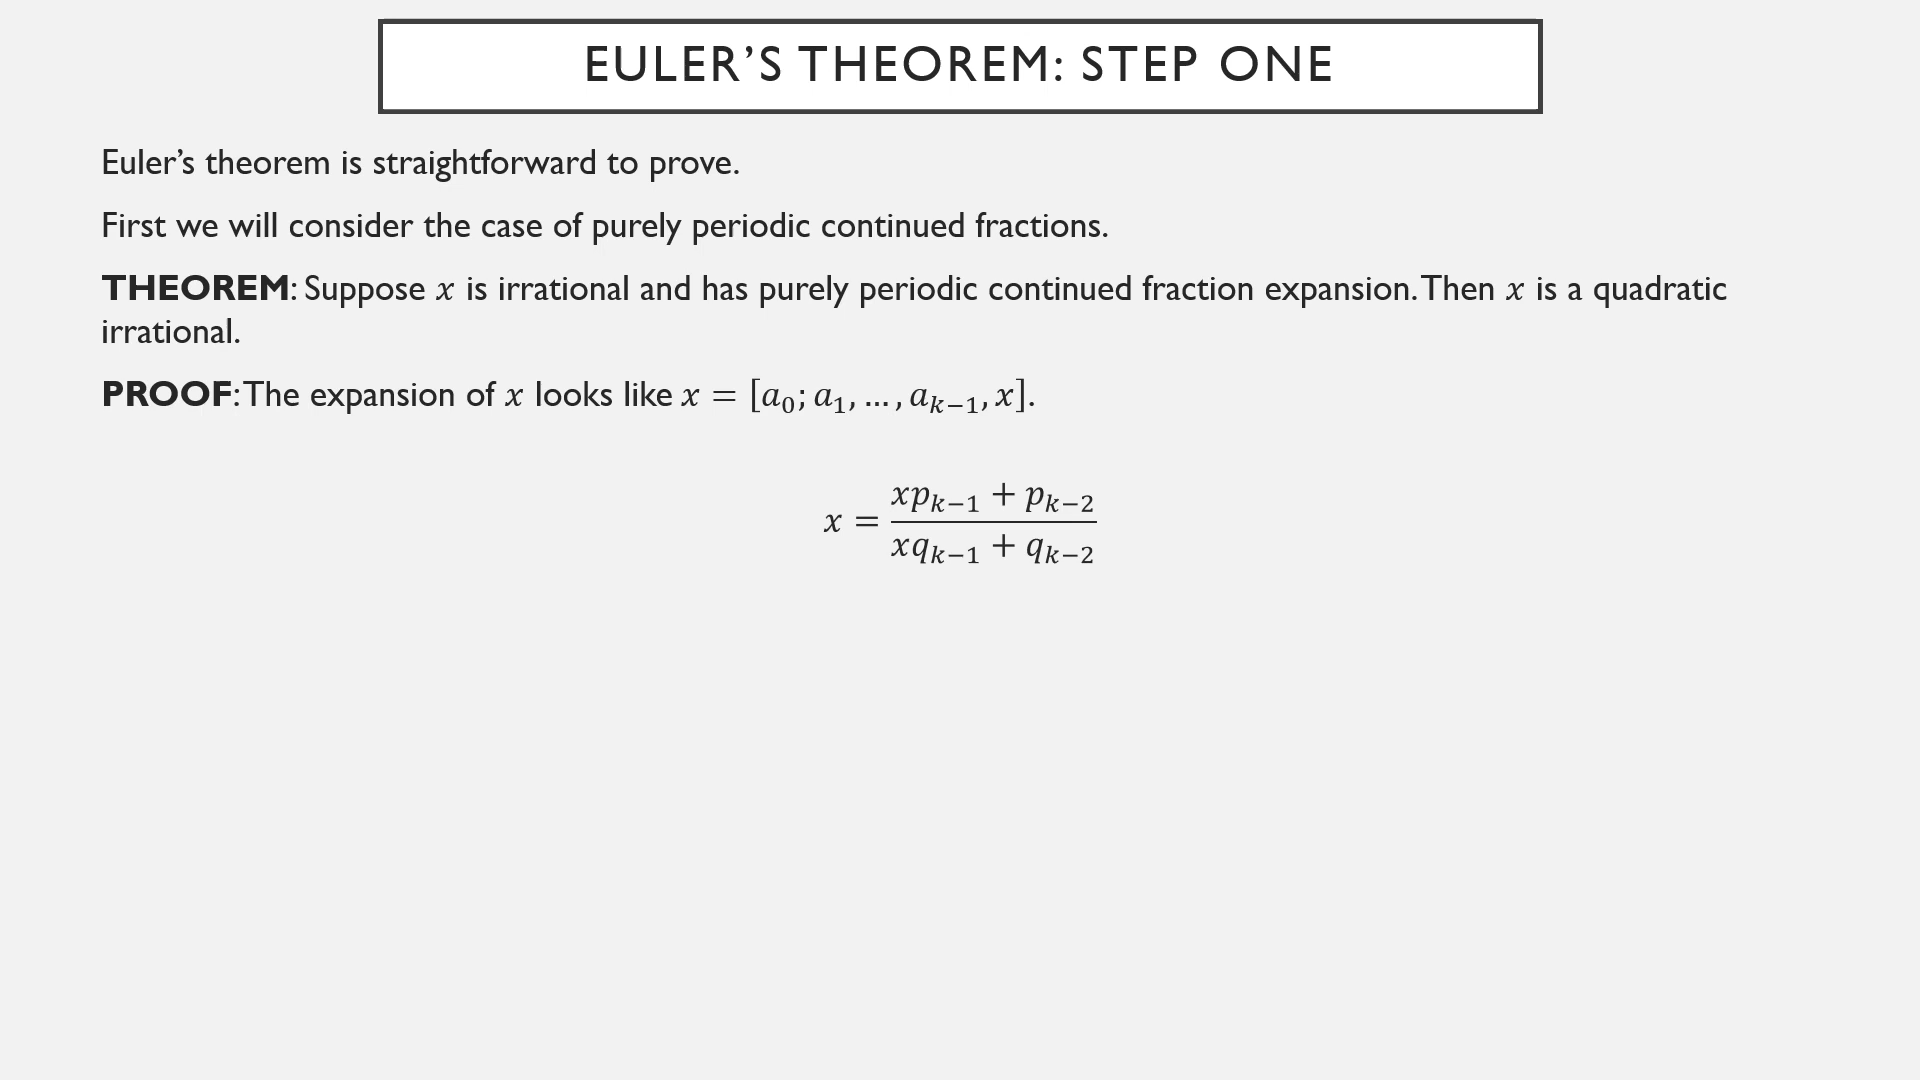 EULER’S THEOREM: STEP ONE
Euler’s theorem is straightforward to prove.
First we will consider the case of purely periodic continued fractions.
THEOREM: Suppose 𝑥 is irrational and has purely periodic continued fraction expansion. Then 𝑥 is a quadratic
irrational.
PROOF: The expansion of 𝑥 looks like 𝑥 = [𝑎₀; 𝑎₁, … , 𝑎ₖ₋₁, 𝑥].
𝑥 = (𝑥𝑝ₖ₋₁ + 𝑝ₖ₋₂) / (𝑥𝑞ₖ₋₁ + 𝑞ₖ₋₂)